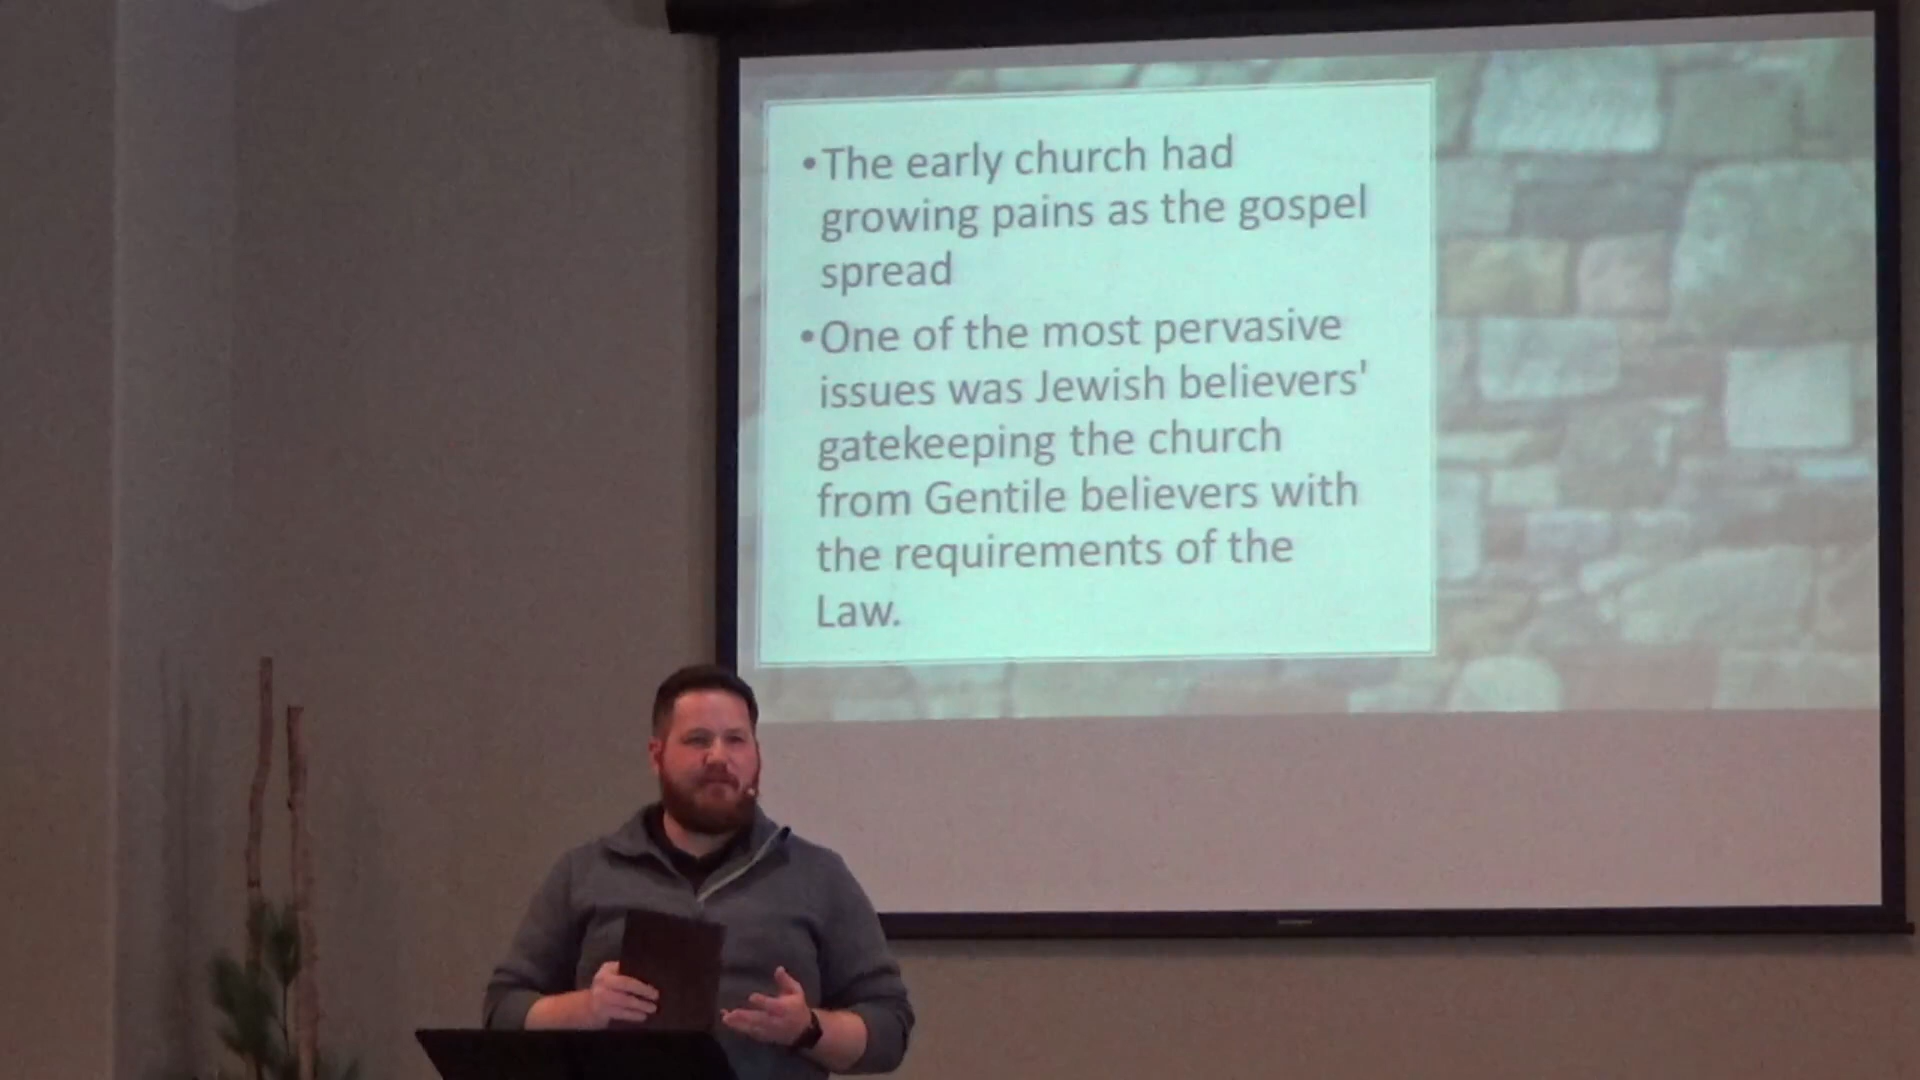 •The early church had
growing pains as the gospel
spread
•One of the most pervasive
issues was Jewish believers'
gatekeeping the church
from Gentile believers with
the requirements of the
Law.